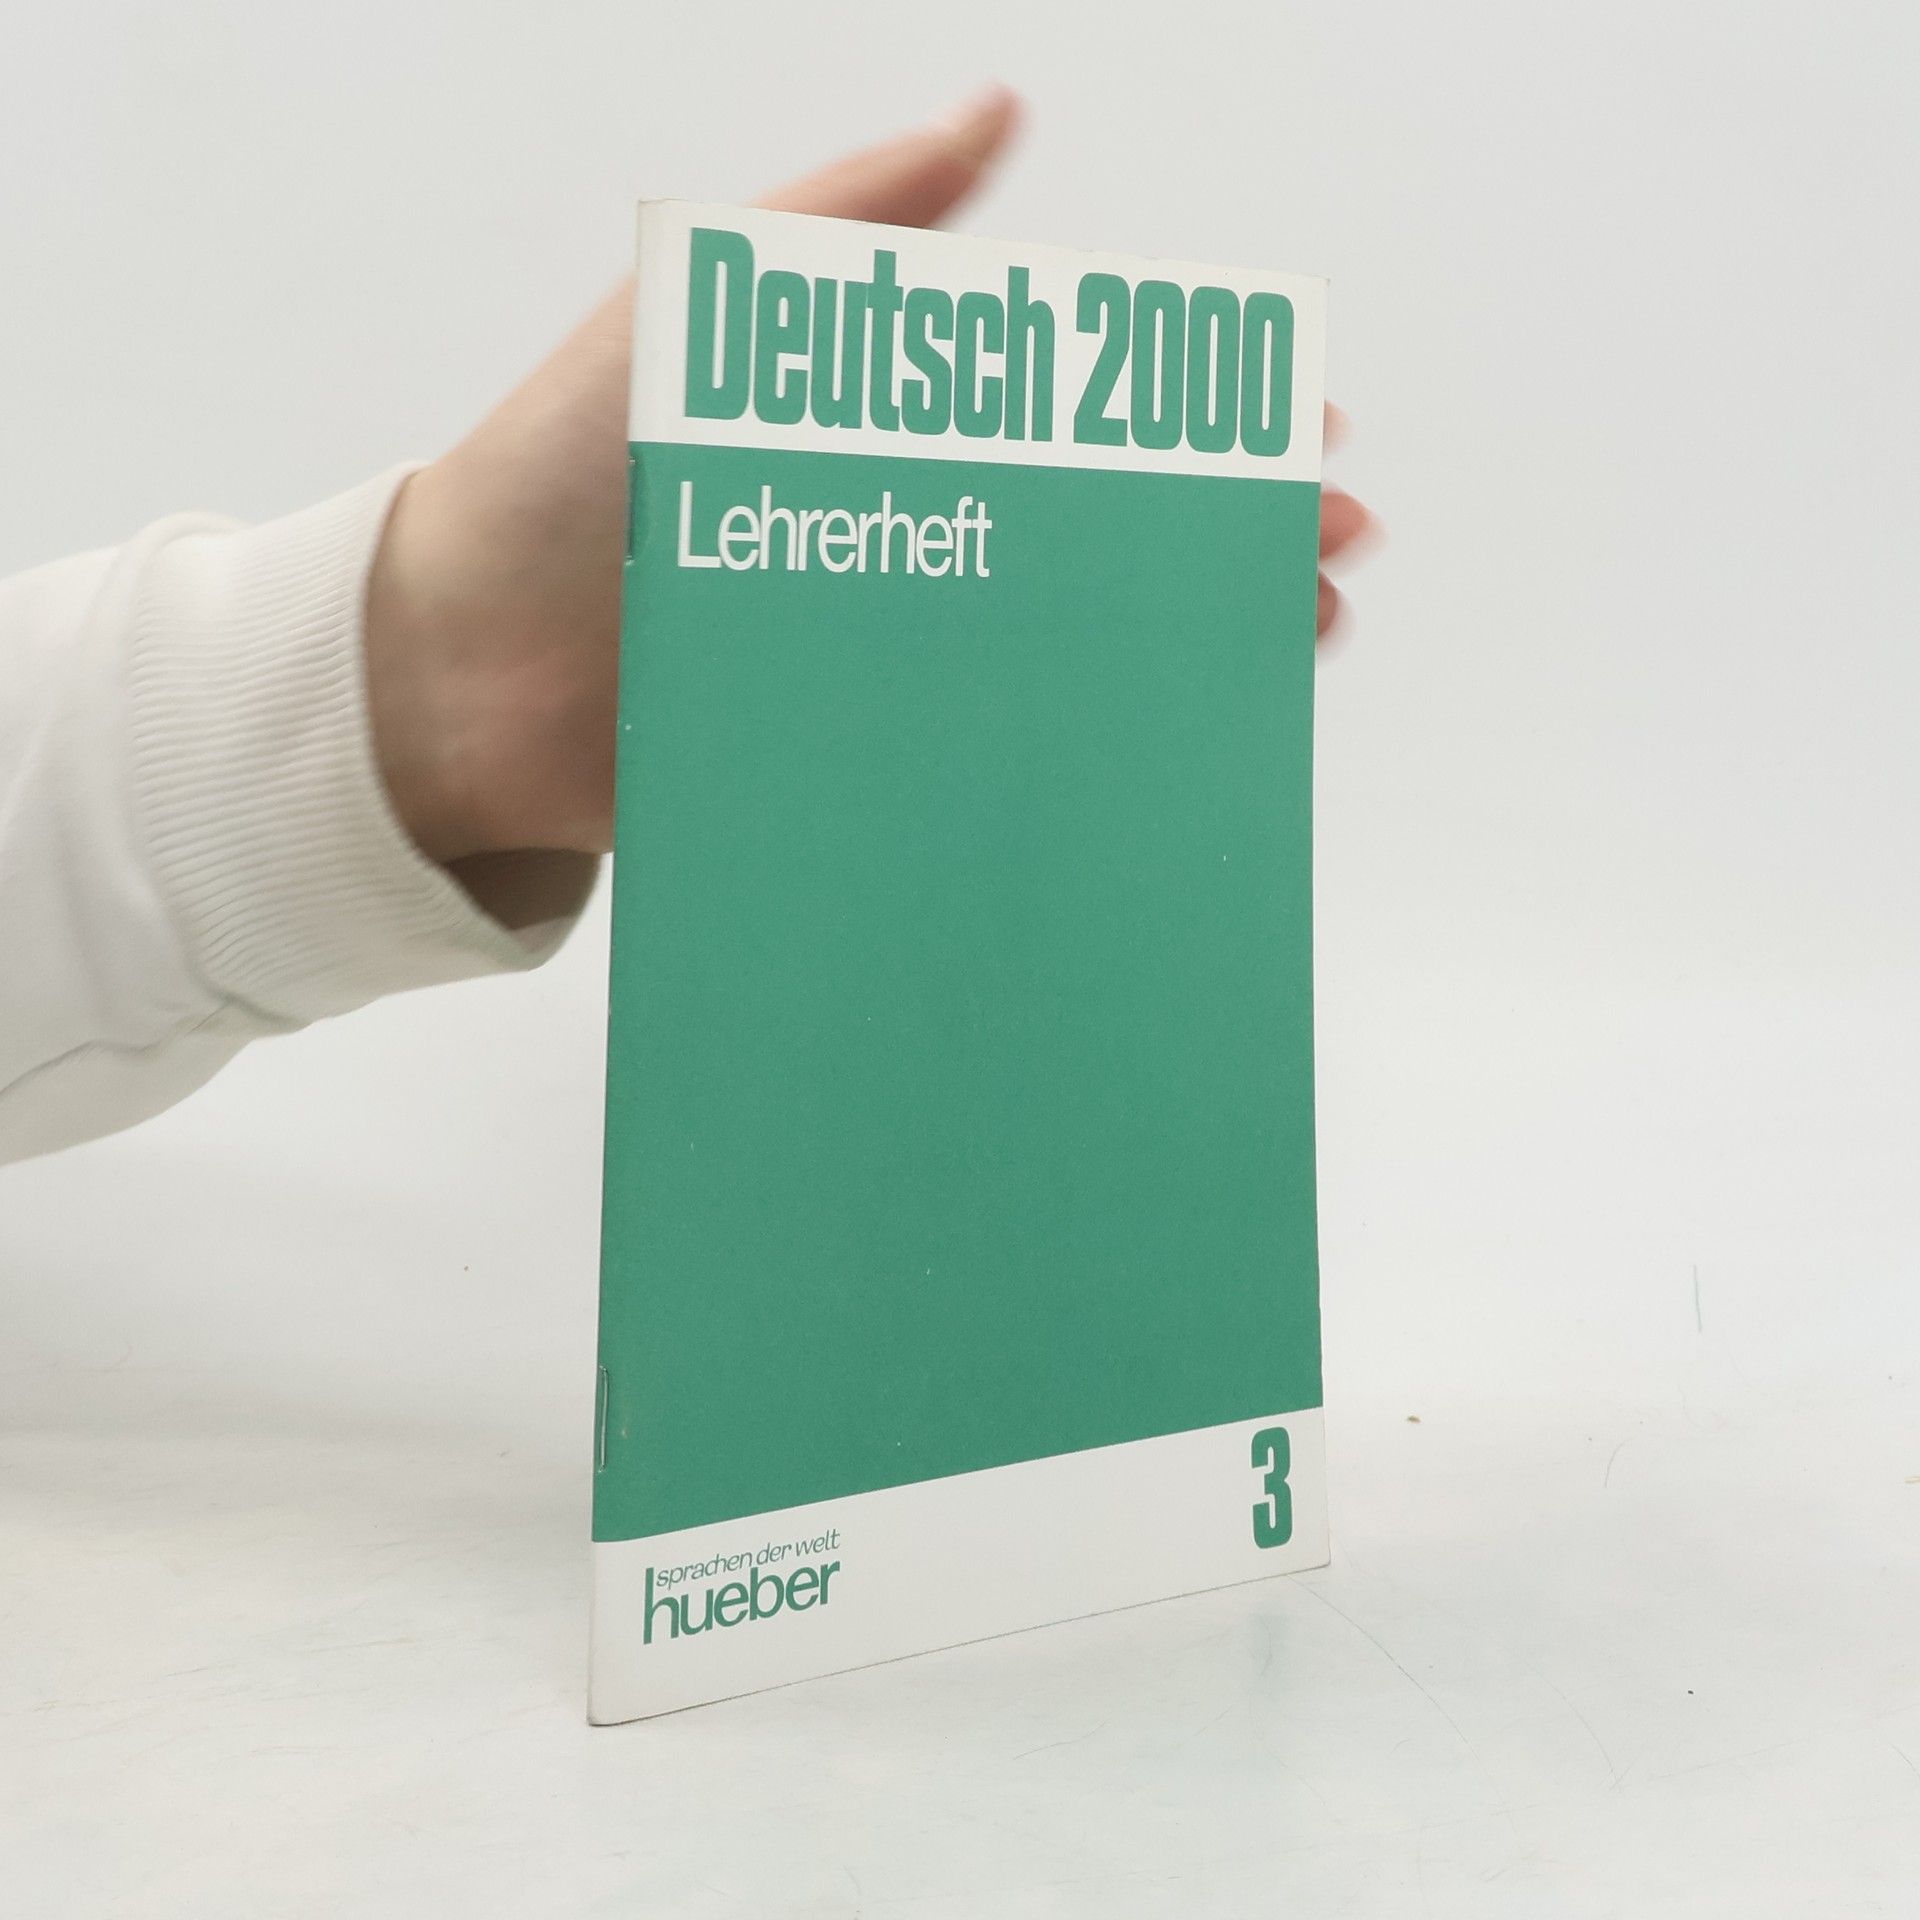 Deutsch 2000
Lehrerheft
3
sprachen der welt
hueber